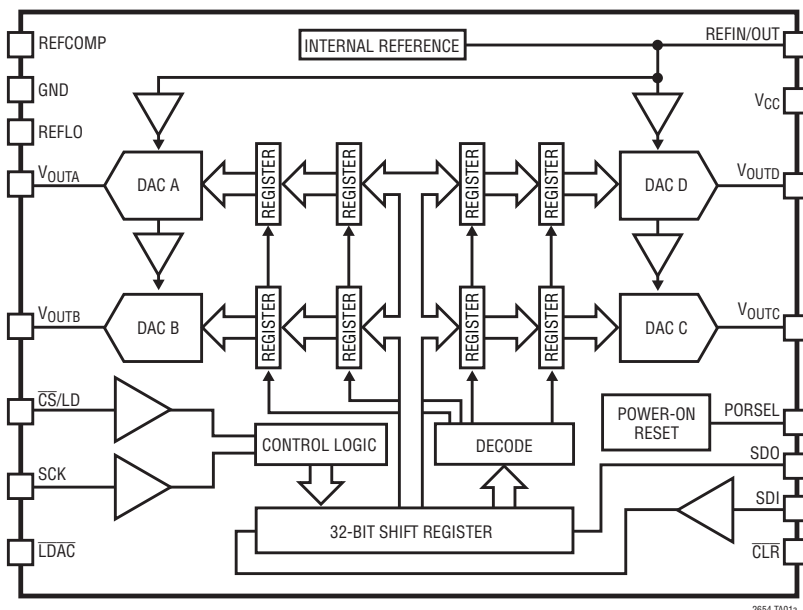 REFCOMP
INTERNAL REFERENCE
REFIN/OUT
GND
VCC
REFLO
VOUTA
DAC A
REGISTER
REGISTER
REGISTER
REGISTER
DAC D
VOUTD
VOUTB
DAC B
REGISTER
REGISTER
REGISTER
REGISTER
DAC C
VOUTC
CS/LD
CONTROL LOGIC
DECODE
POWER-ON
RESET
PORSEL
SCK
SDO
32-BIT SHIFT REGISTER
SDI
LDAC
CLR
2654 TA01a